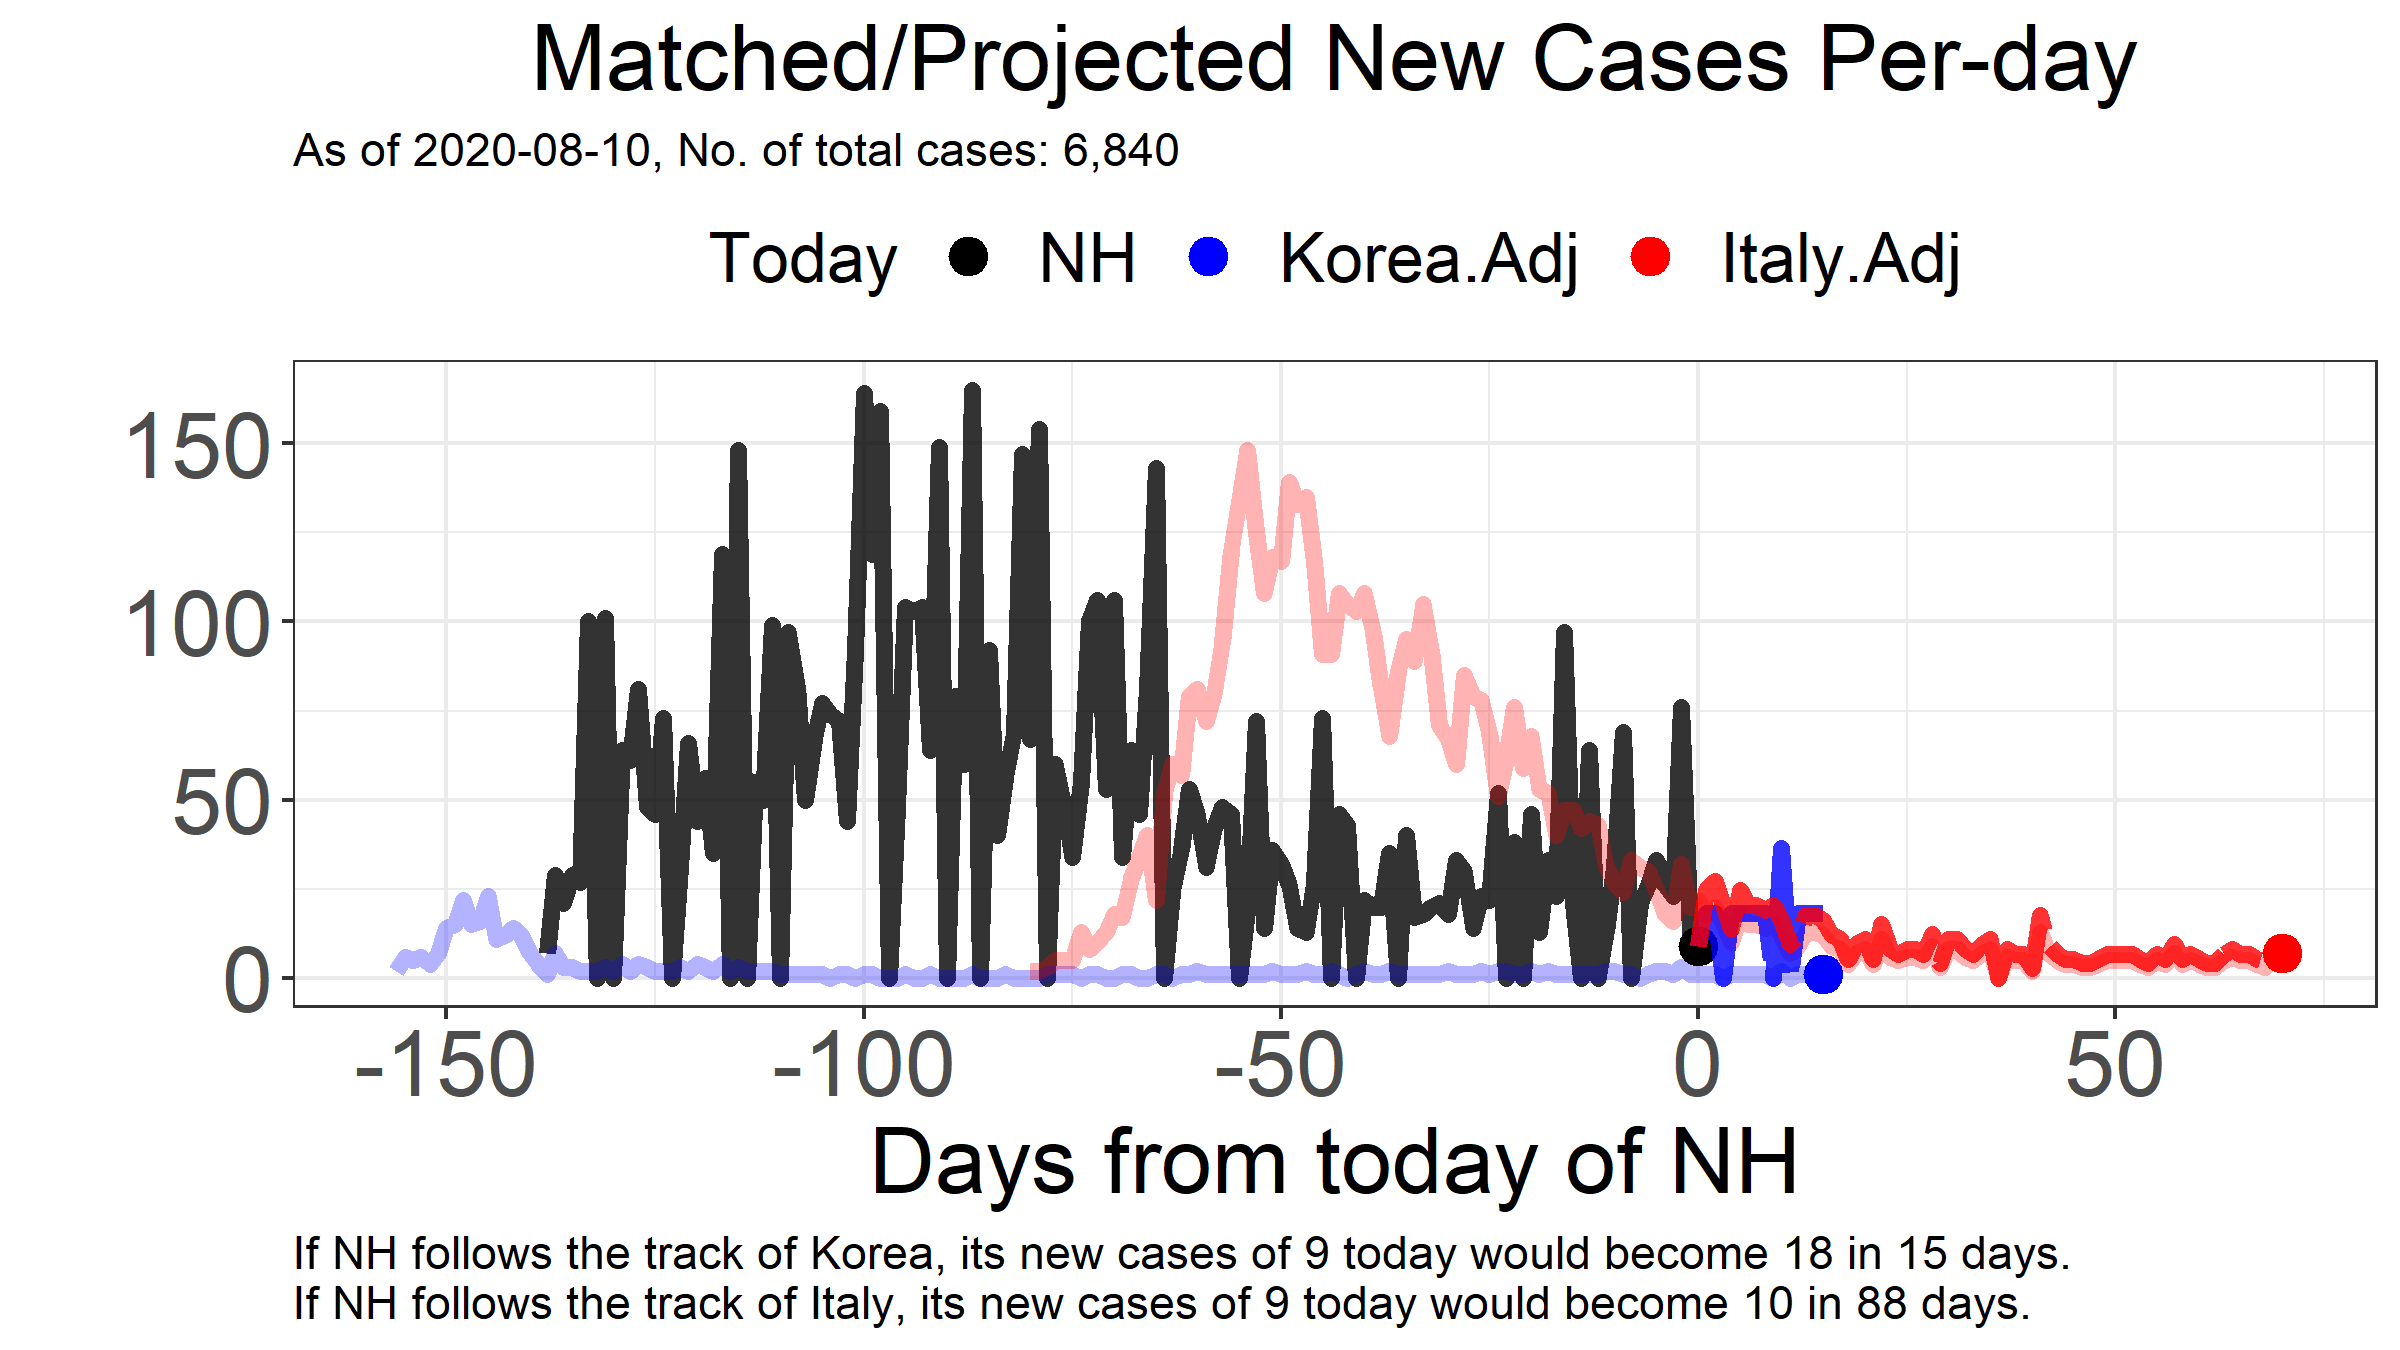 Matched/Projected New Cases Per-day
As of 2020-08-10, No. of total cases: 6,840
Today NH Korea.Adj Italy.Adj
150
100
50
0
-150 -100 -50 0 50
Days from today of NH
If NH follows the track of Korea, its new cases of 9 today would become 18 in 15 days.
If NH follows the track of Italy, its new cases of 9 today would become 10 in 88 days.